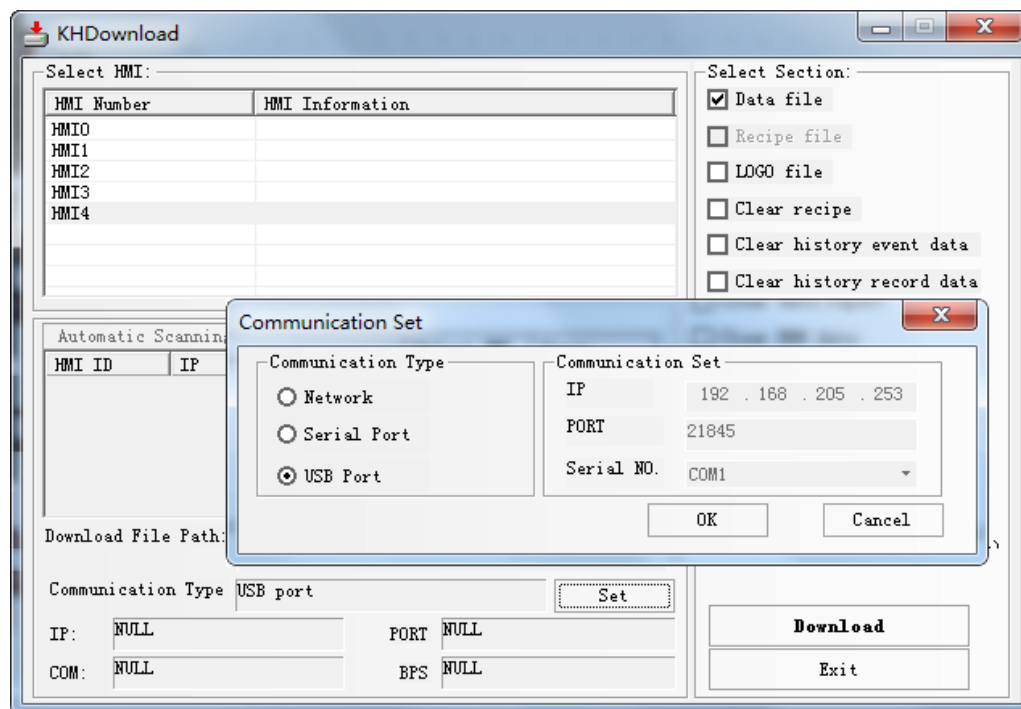 KHDownload
Select HMI:
HMI Number HMI Information
HMI0
HMI1
HMI2
HMI3
HMI4
Select Section:
Data file
Recipe file
LOGO file
Clear recipe
Clear history event data
Clear history record data
Automatic Scanning
HMI ID IP
Communication Set
Communication Type
Network
Serial Port
USB Port
Communication Set
IP 192 . 168 . 205 . 253
PORT 21845
Serial NO. COM1
OK Cancel
Download File Path:
Communication Type USB port Set
IP: NULL PORT NULL
COM: NULL BPS NULL
Download
Exit